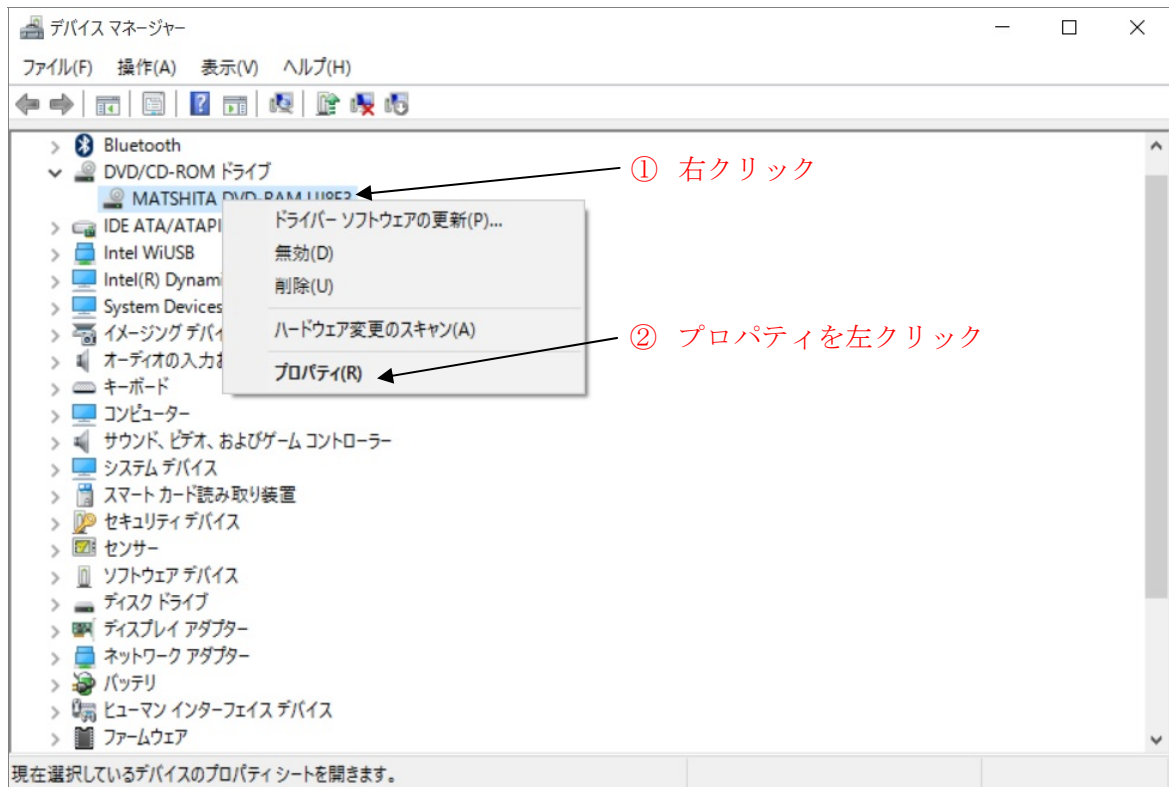 デバイス マネージャー
ファイル(F) 操作(A) 表示(V) ヘルプ(H)
Bluetooth
DVD/CD-ROM ドライブ
① 右クリック
MATSHITA DVD-RAM UJ8E2
ドライバー ソフトウェアの更新(P)...
IDE ATA/ATAPI
Intel WiUSB
無効(D)
Intel(R) Dynam
削除(U)
System Devices
イメージング デバイ
ハードウェア変更のスキャン(A)
② プロパティを左クリック
オーディオの入力
プロパティ(R)
キーボード
コンピューター
サウンド、ビデオ、およびゲーム コントローラー
システム デバイス
スマート カード読み取り装置
セキュリティ デバイス
センサー
ソフトウェア デバイス
ディスク ドライブ
ディスプレイ アダプター
ネットワーク アダプター
バッテリ
ヒューマン インターフェイス デバイス
ファームウェア
現在選択しているデバイスのプロパティ シートを開きます。